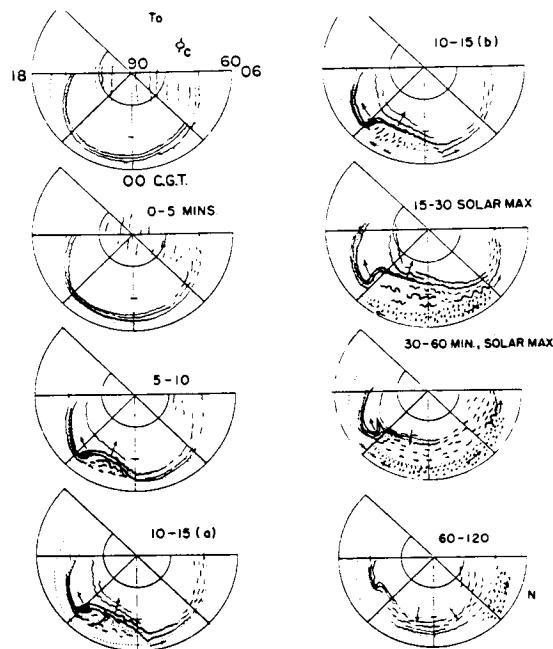 To
ϕc
18 90 60 06
00 C.G.T.
0-5 MINS.
5-10
10-15 (a)
10-15 (b)
15-30 SOLAR MAX
30-60 MIN., SOLAR MAX
60-120
N